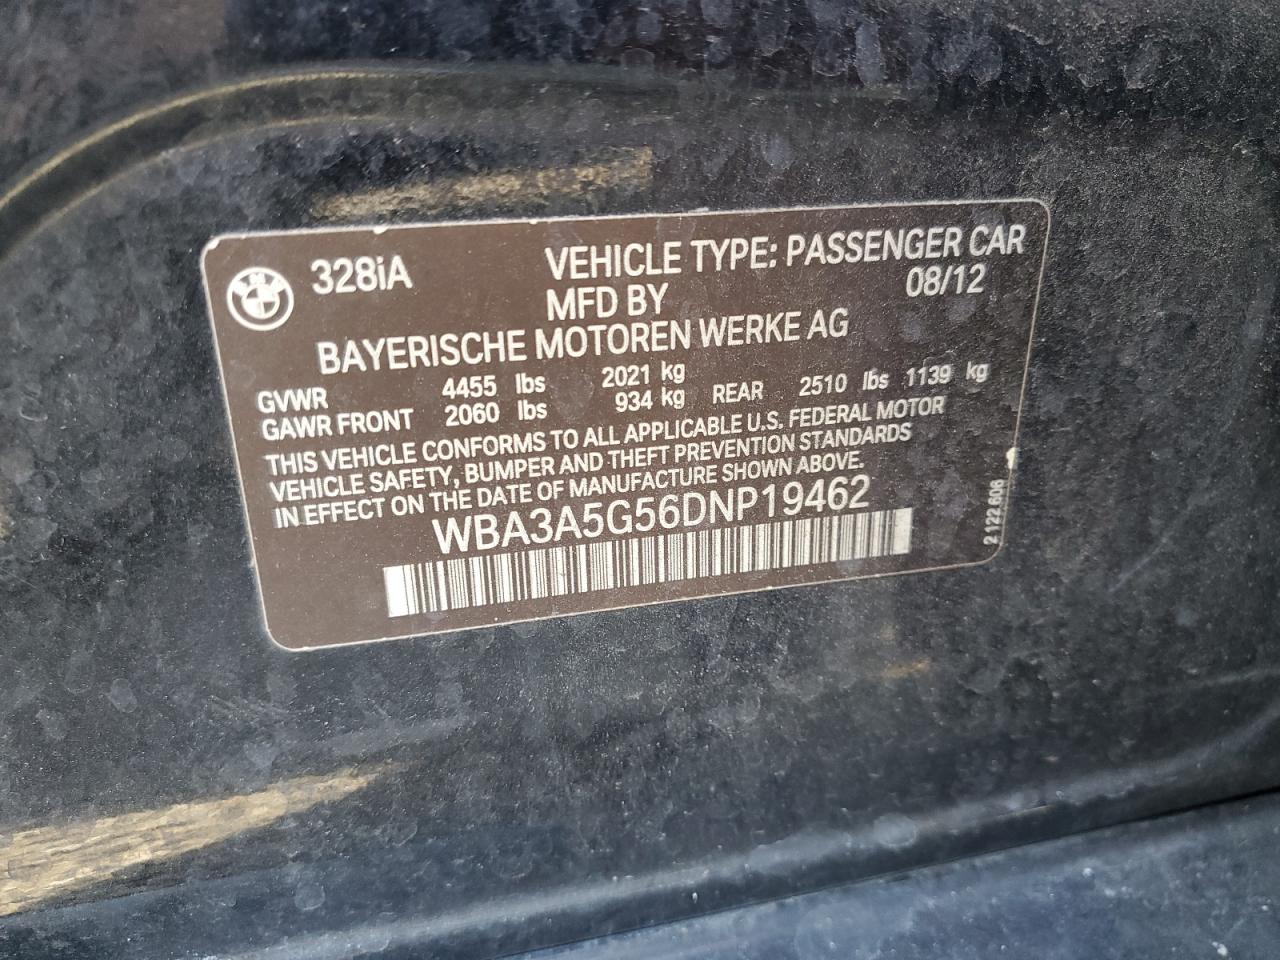 328iA VEHICLE TYPE: PASSENGER CAR
MFD BY 08/12
BAYERISCHE MOTOREN WERKE AG
GVWR 4455 lbs 2021 kg
GAWR FRONT 2060 lbs 934 kg REAR 2510 lbs 1139 kg
THIS VEHICLE CONFORMS TO ALL APPLICABLE U.S. FEDERAL MOTOR
VEHICLE SAFETY, BUMPER AND THEFT PREVENTION STANDARDS
IN EFFECT ON THE DATE OF MANUFACTURE SHOWN ABOVE.
WBA3A5G56DNP19462
2 122 606